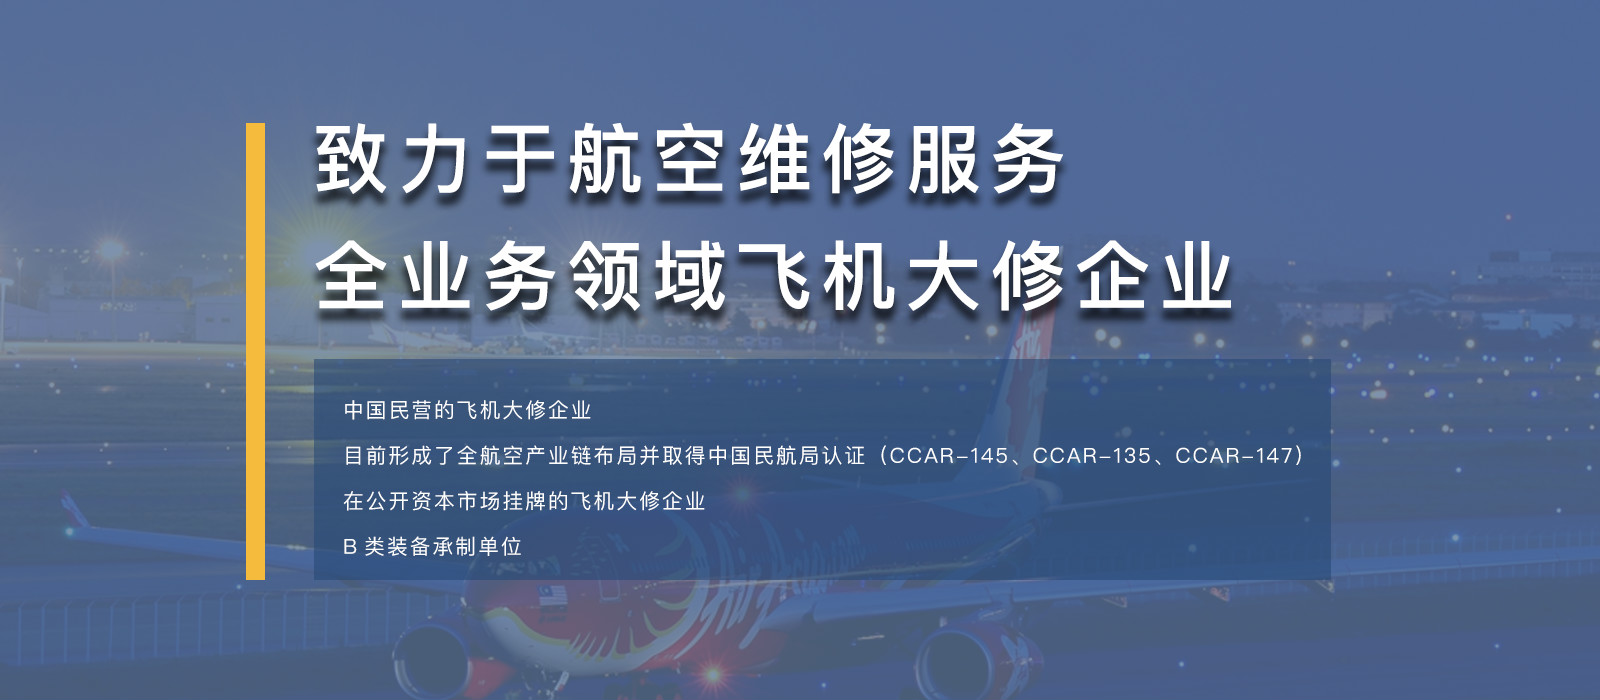 致力于航空维修服务
全业务领域飞机大修企业
中国民营的飞机大修企业
目前形成了全航空产业链布局并取得中国民航局认证（CCAR-145、CCAR-135、CCAR-147）
在公开资本市场挂牌的飞机大修企业
B 类装备承制单位